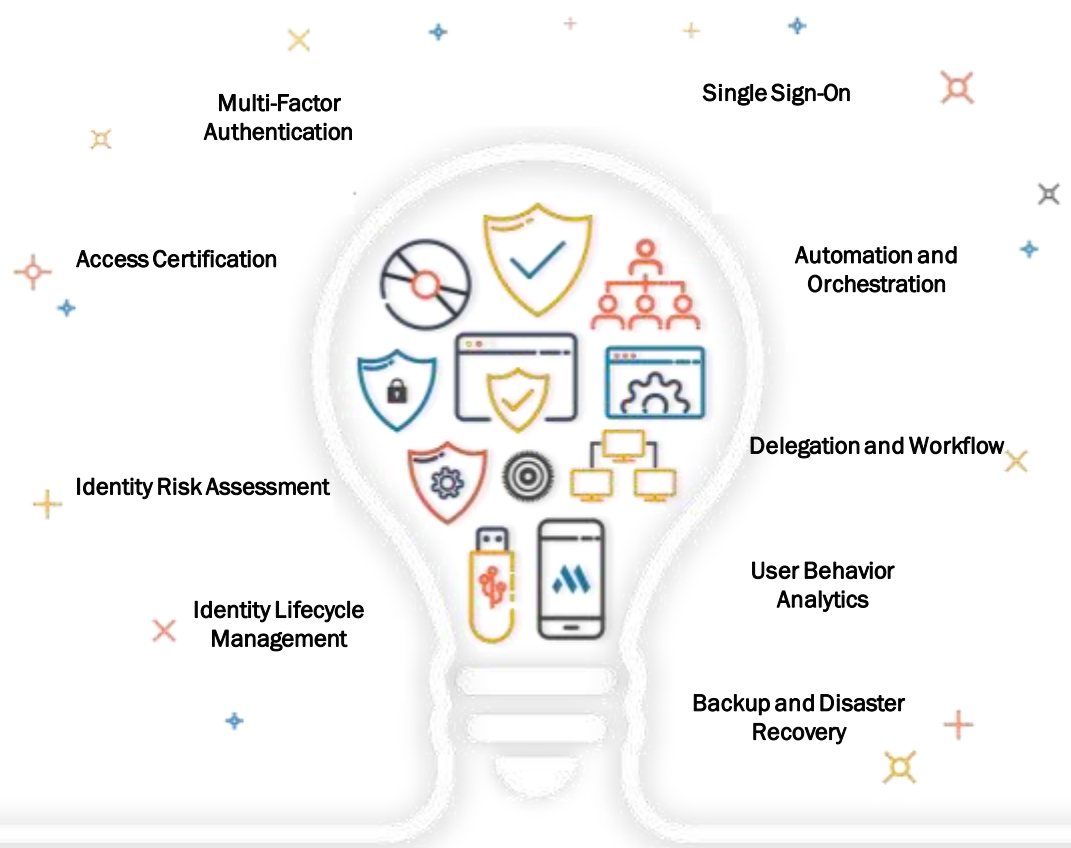 Multi-Factor
Authentication
Single Sign-On
Access Certification
Automation and
Orchestration
Identity Risk Assessment
Delegation and Workflow
Identity Lifecycle
Management
User Behavior
Analytics
Backup and Disaster
Recovery